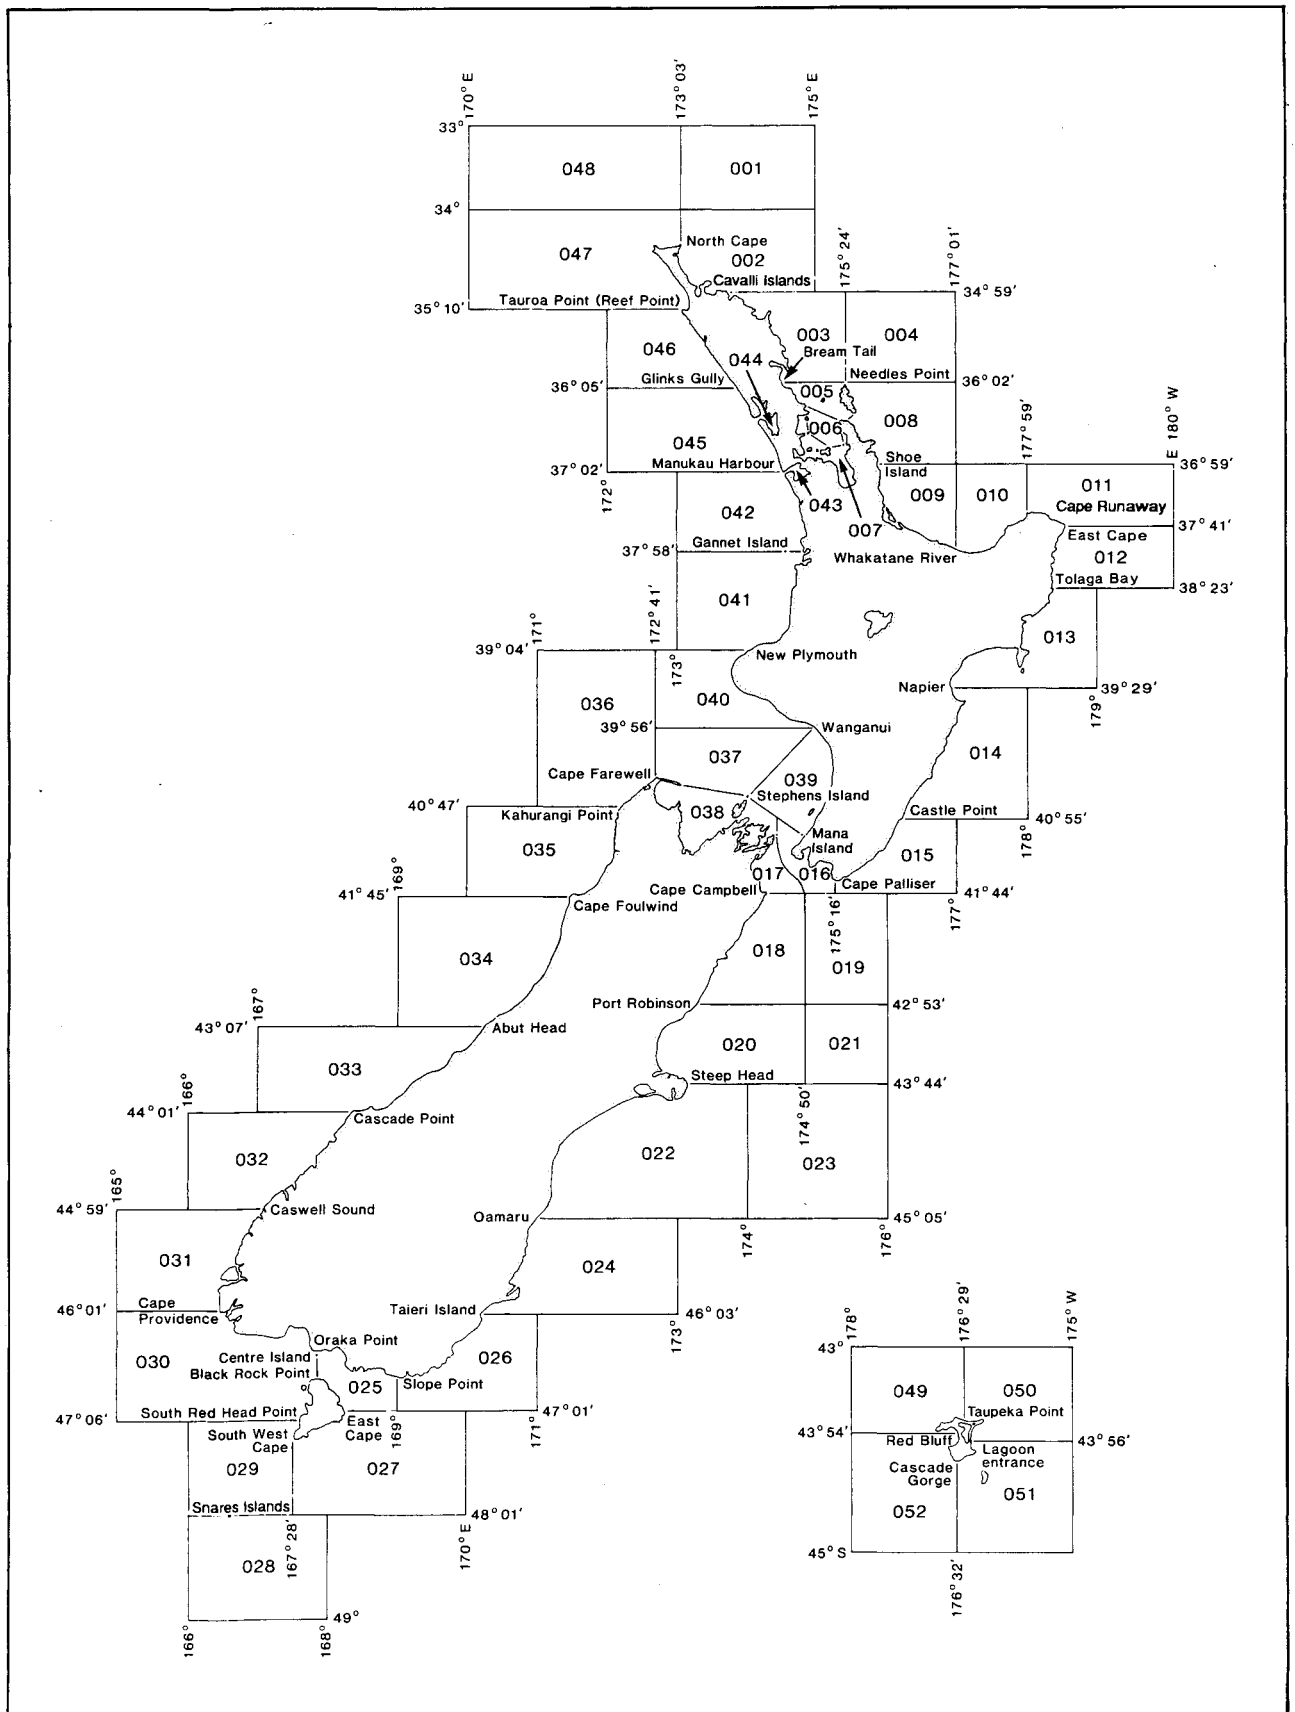 170° E
173° 03′
175° E
33°
048
001
34°
047
North Cape
002
175° 24′
177° 01′
Cavalli Islands
34° 59′
Tauroa Point (Reef Point)
35° 10′
003
004
046
044
Bream Tail
Needles Point
36° 02′
Glinks Gully
36° 05′
005
177° 59′
E 180° W
006
008
045
Manukau Harbour
Shoe
Island
36° 59′
37° 02′
172°
009
010
011
Cape Runaway
043
042
007
37° 41′
East Cape
Gannet Island
37° 58′
Whakatane River
012
Tolaga Bay
38° 23′
041
172° 41′
171°
013
39° 04′
173°
New Plymouth
Napier
39° 29′
179°
036
040
39° 56′
Wanganui
037
014
Cape Farewell
039
Stephens Island
40° 47′
Kahurangi Point
038
Castle Point
40° 55′
Mana
Island
178°
035
015
169°
017
016
Cape Palliser
41° 45′
Cape Campbell
41° 44′
Cape Foulwind
175° 16′
177°
034
018
019
167°
Port Robinson
42° 53′
43° 07′
Abut Head
020
021
033
Steep Head
43° 44′
166°
174° 50′
44° 01′
Cascade Point
032
022
023
165°
44° 59′
Caswell Sound
Oamaru
45° 05′
174°
176°
031
024
46° 01′
Cape
Providence
Taieri Island
46° 03′
173°
Oraka Point
030
Centre Island
Black Rock Point
025
Slope Point
026
47° 06′
South Red Head Point
East
Cape
169°
47° 01′
171°
South West
Cape
029
027
Snares Islands
48° 01′
167° 28′
170° E
028
49°
166°
168°
178°
176° 29′
175° W
43°
049
050
Taupeka Point
43° 54′
Red Bluff
43° 56′
Lagoon
entrance
Cascade
Gorge
051
052
45° S
176° 32′